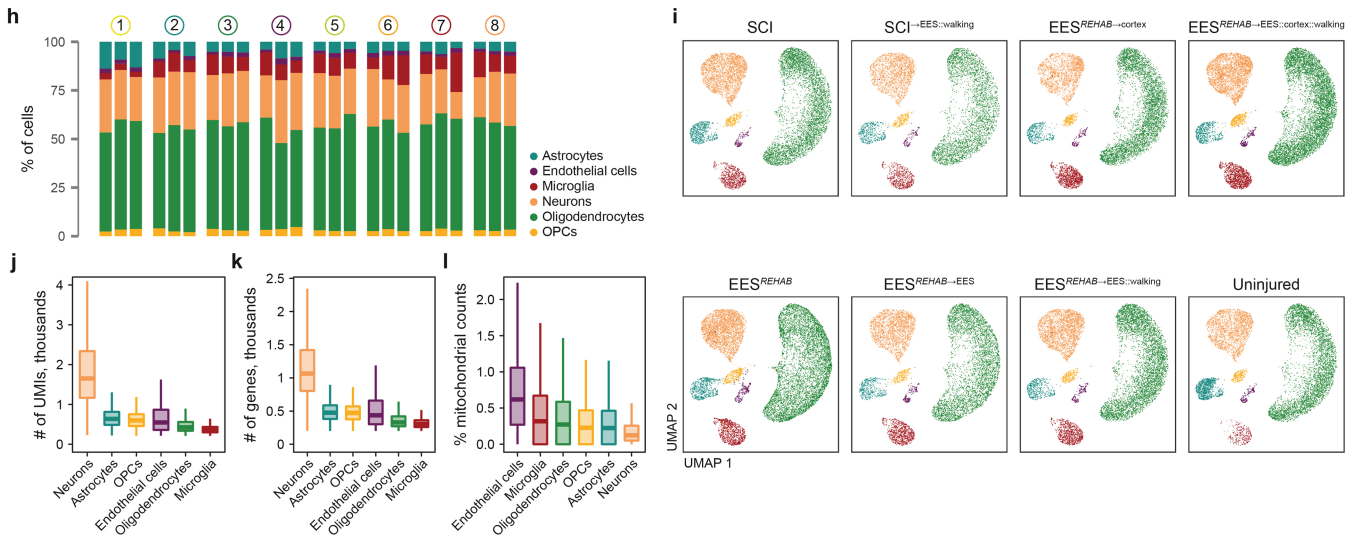 h
1 2 3 4 5 6 7 8
100
75
50
25
0
% of cells
Astrocytes
Endothelial cells
Microglia
Neurons
Oligodendrocytes
OPCs
i
SCI
SCI→EES::walking
EESREHAB→cortex
EESREHAB→EES::cortex::walking
EESREHAB
EESREHAB→EES
EESREHAB→EES::walking
Uninjured
UMAP 2
UMAP 1
j
4
3
2
1
0
# of UMIs, thousands
Neurons
Astrocytes
OPCs
Endothelial cells
Oligodendrocytes
Microglia
k
2.5
2.0
1.5
1
0.5
0
# of genes, thousands
Neurons
Astrocytes
OPCs
Endothelial cells
Oligodendrocytes
Microglia
l
2.0
1.5
1.0
0.5
0.0
% mitochondrial counts
Endothelial cells
Microglia
Oligodendrocytes
OPCs
Astrocytes
Neurons